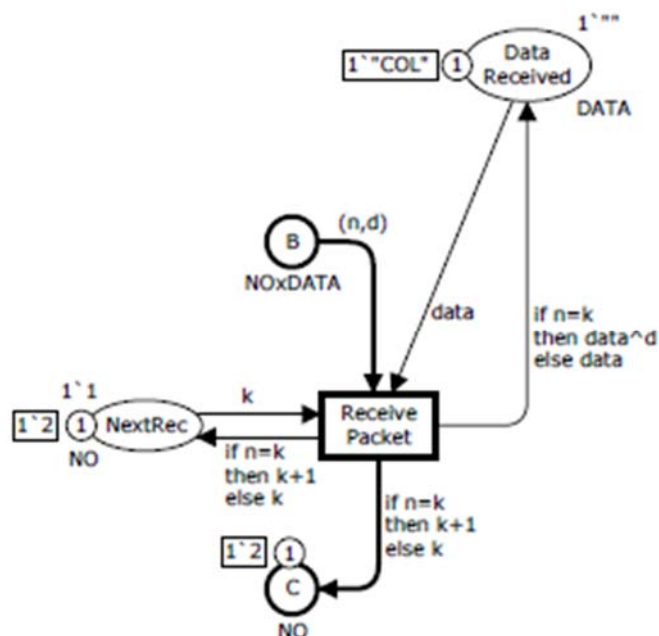 1`""
1`"COL"
1
Data
Received
DATA
(n,d)
B
NOxDATA
data
if n=k
then data^d
else data
1`1
k
1`2
1
NextRec
Receive
Packet
NO
if n=k
then k+1
else k
if n=k
then k+1
else k
1`2
1
C
NO